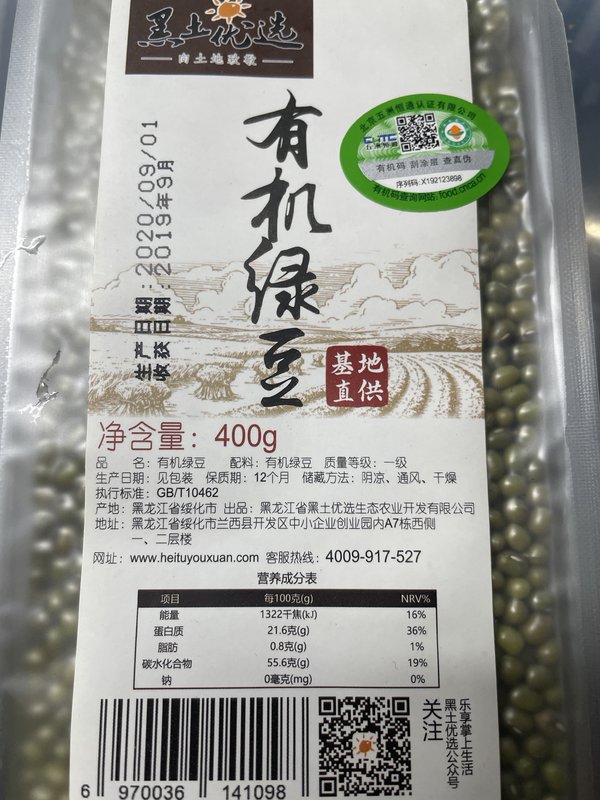 黑土优选
向土地致敬
有机绿豆
北京五洲恒通认证有限公司
CHTC
五洲恒通
有机码 刮涂层 查真伪
序列码:X192123898
有机码查询网站:food.cnca.cn
生产日期:2020/09/01
收获日期:2019年9月
基地
直供
净含量：400g
品 名：有机绿豆 配料：有机绿豆 质量等级：一级
生产日期：见包装 保质期：12个月 储藏方法：阴凉、通风、干燥
执行标准：GB/T10462
产地：黑龙江省绥化市 出品：黑龙江省黑土优选生态农业开发有限公司
地址：黑龙江省绥化市兰西县开发区中小企业创业园内A7栋西侧
一、二层楼
网址：www.heituyouxuan.com 客服热线：4009-917-527
营养成分表
项目 每100克(g) NRV%
能量 1322千焦(kJ) 16%
蛋白质 21.6克(g) 36%
脂肪 0.8克(g) 1%
碳水化合物 55.6克(g) 19%
钠 0毫克(mg) 0%
6 970036 141098
关注
黑土优选公众号
乐享掌上生活